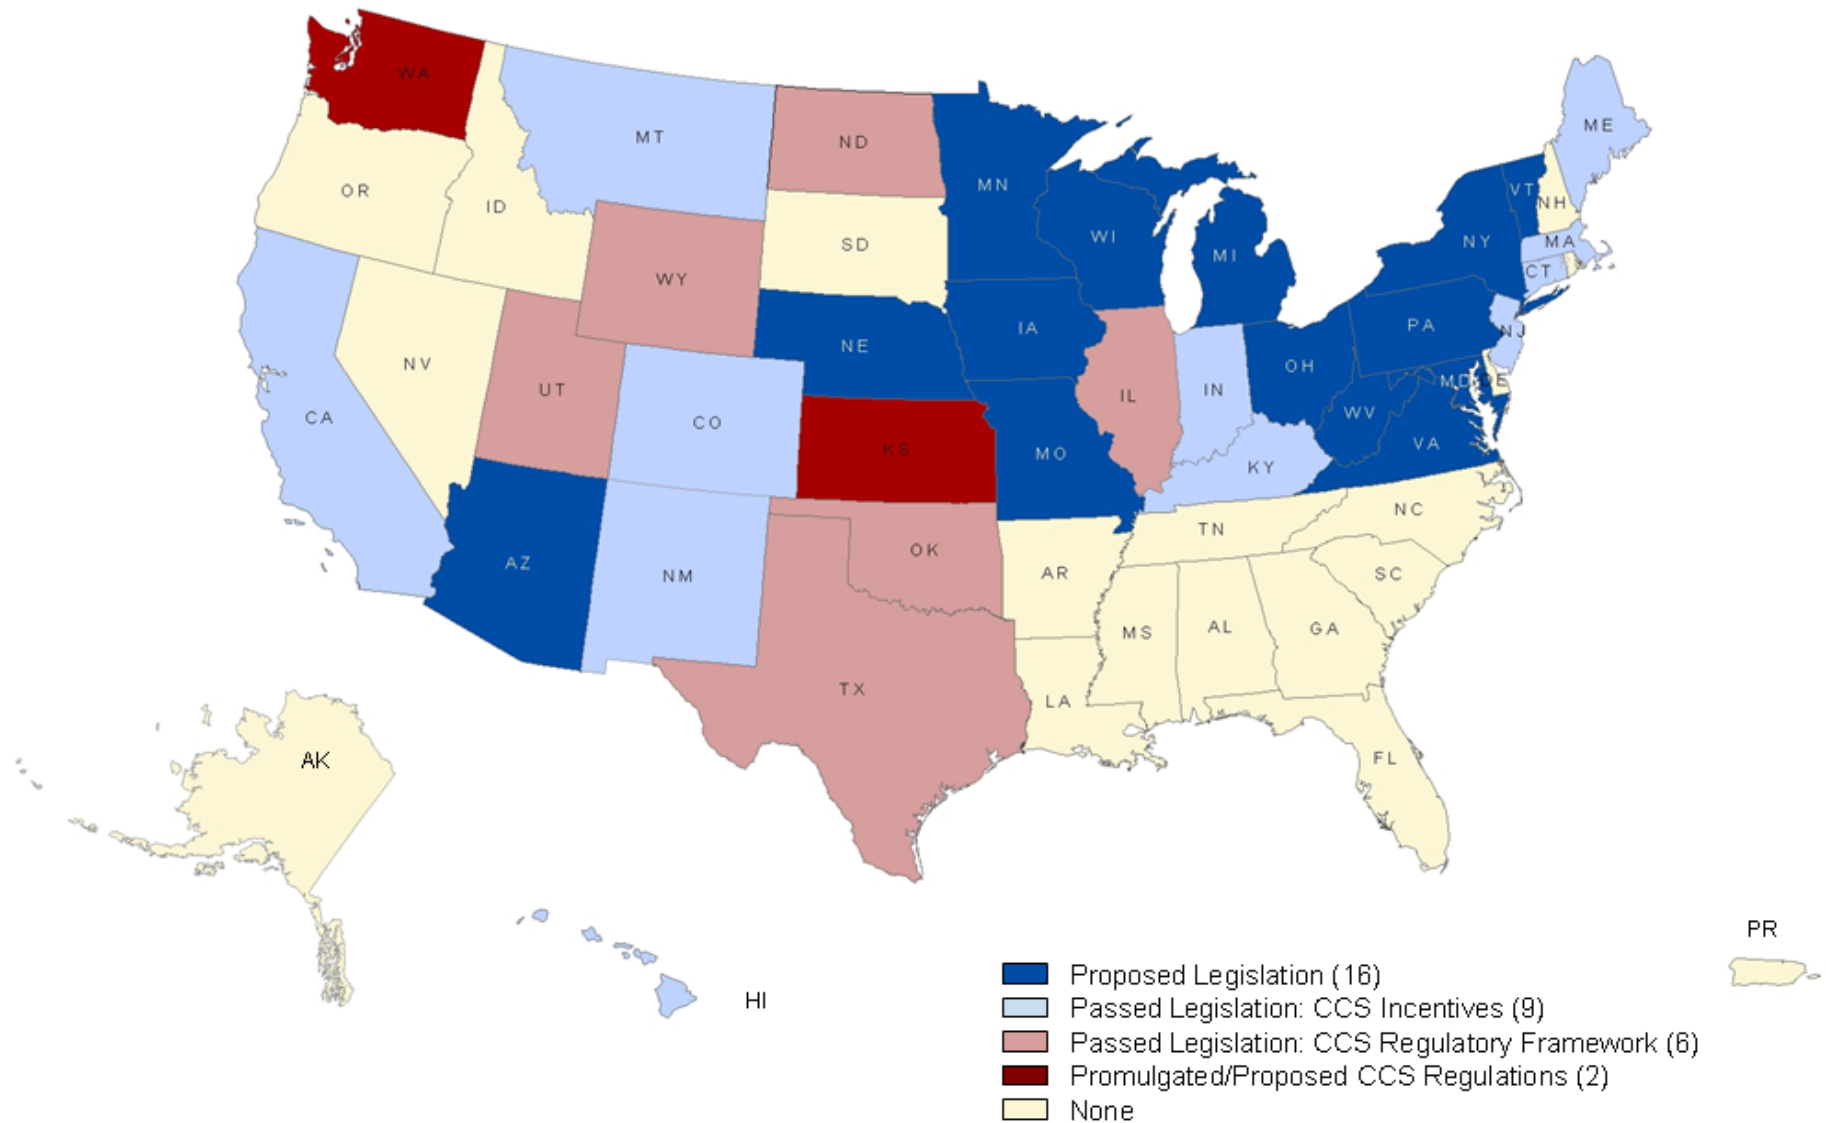 WA
MT
ND
ME
MN
VT
OR
ID
NH
WI
NY
MA
SD
MI
CT
WY
IA
PA
NJ
NE
NV
OH
MD
DE
UT
IL
IN
CA
CO
WV
VA
KS
MO
KY
NC
TN
OK
AZ
NM
AR
SC
MS
AL
GA
TX
LA
FL
AK
PR
HI
Proposed Legislation (16)
Passed Legislation: CCS Incentives (9)
Passed Legislation: CCS Regulatory Framework (6)
Promulgated/Proposed CCS Regulations (2)
None